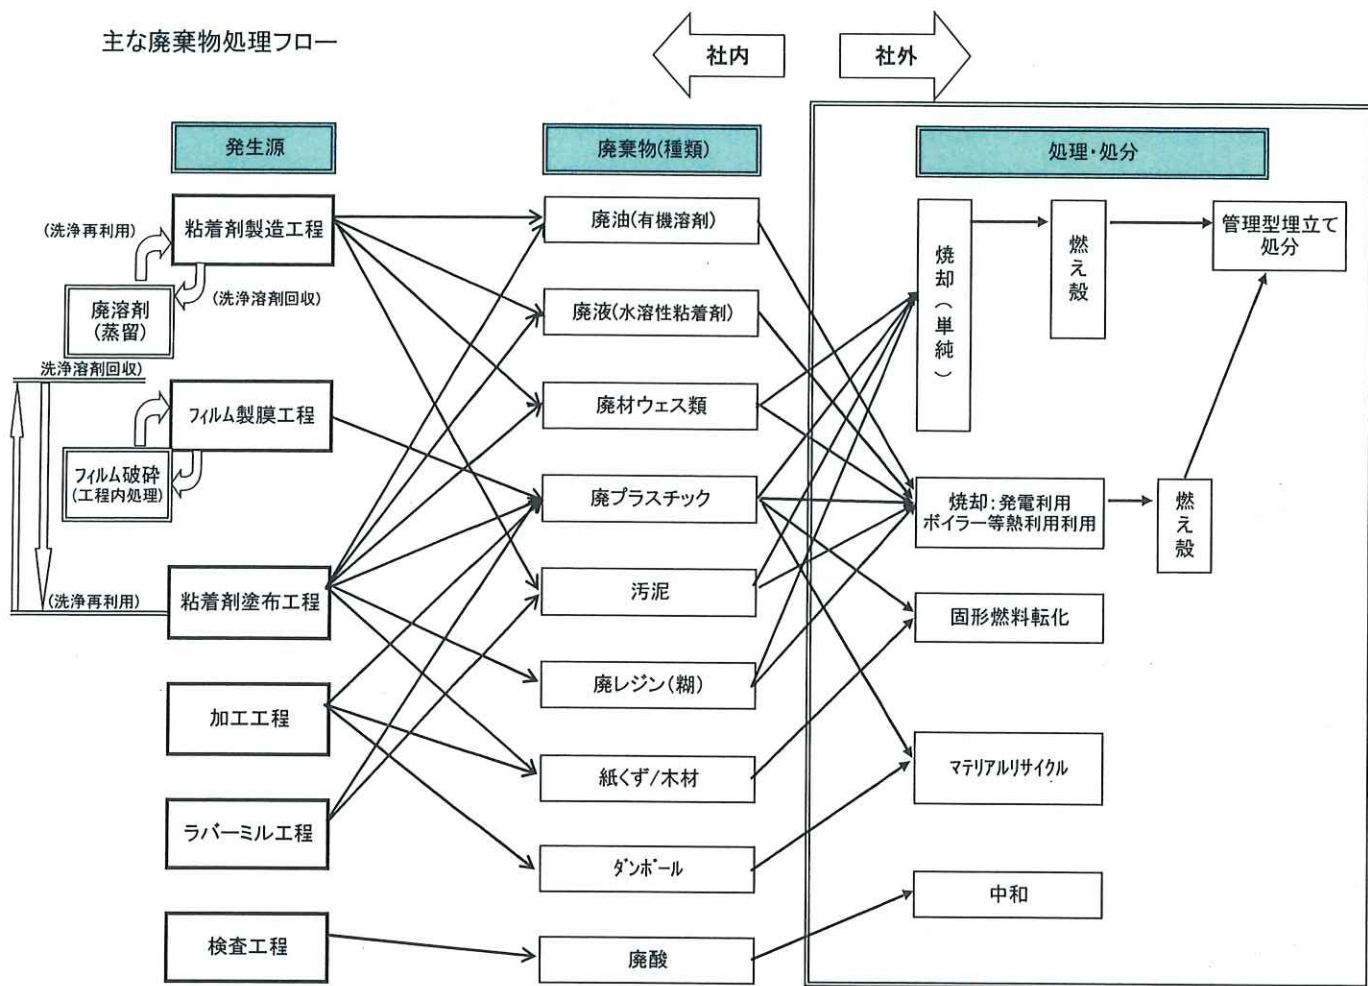 主な廃棄物処理フロー
社内
社外
発生源
廃棄物(種類)
処理・処分
粘着剤製造工程
(洗浄再利用)
(洗浄溶剤回収)
廃溶剤
(蒸留)
洗浄溶剤回収)
フィルム製膜工程
フィルム破砕
(工程内処理)
(洗浄再利用)
粘着剤塗布工程
加工工程
ラバーミル工程
検査工程
廃油(有機溶剤)
廃液(水溶性粘着剤)
廃材ウェス類
廃プラスチック
汚泥
廃レジン(糊)
紙くず/木材
ダンボール
廃酸
焼却(単純)
燃え殻
管理型埋立て
処分
焼却:発電利用
ボイラー等熱利用利用
燃え殻
固形燃料転化
マテリアルリサイクル
中和